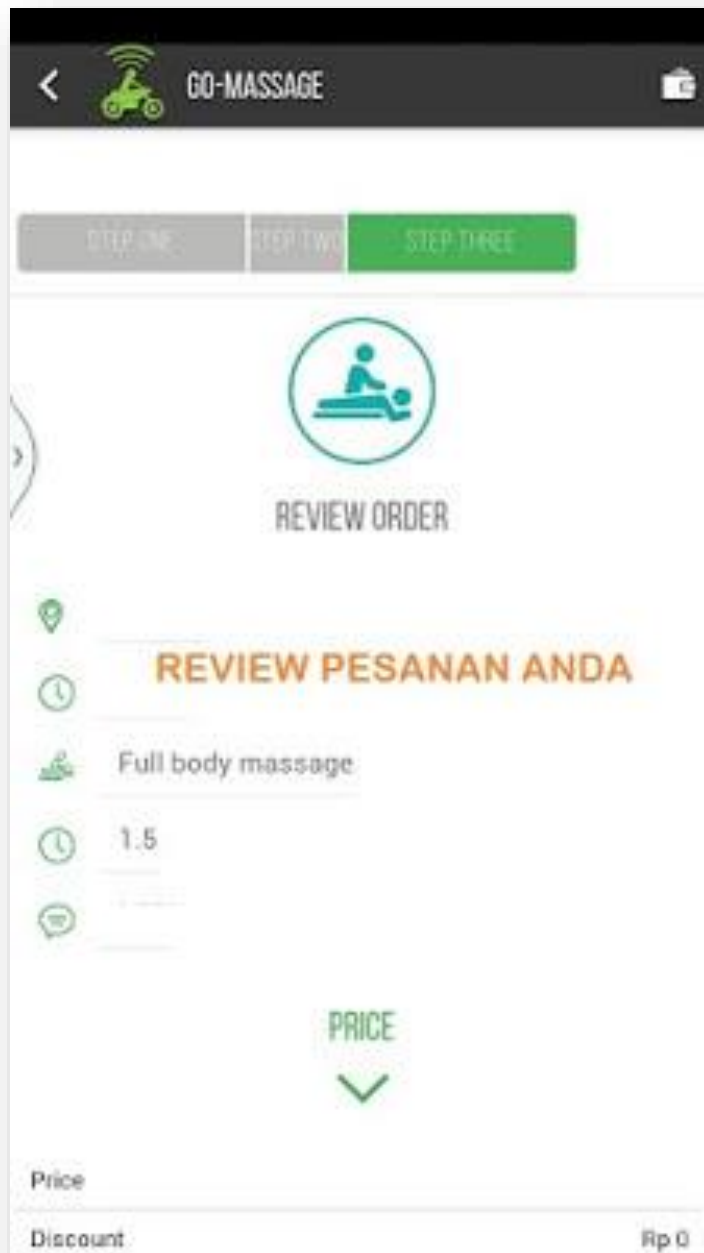 GO-MASSAGE
STEP ONE STEP TWO STEP THREE
REVIEW ORDER
REVIEW PESANAN ANDA
Full body massage
1.5
PRICE
Price
Discount Rp 0